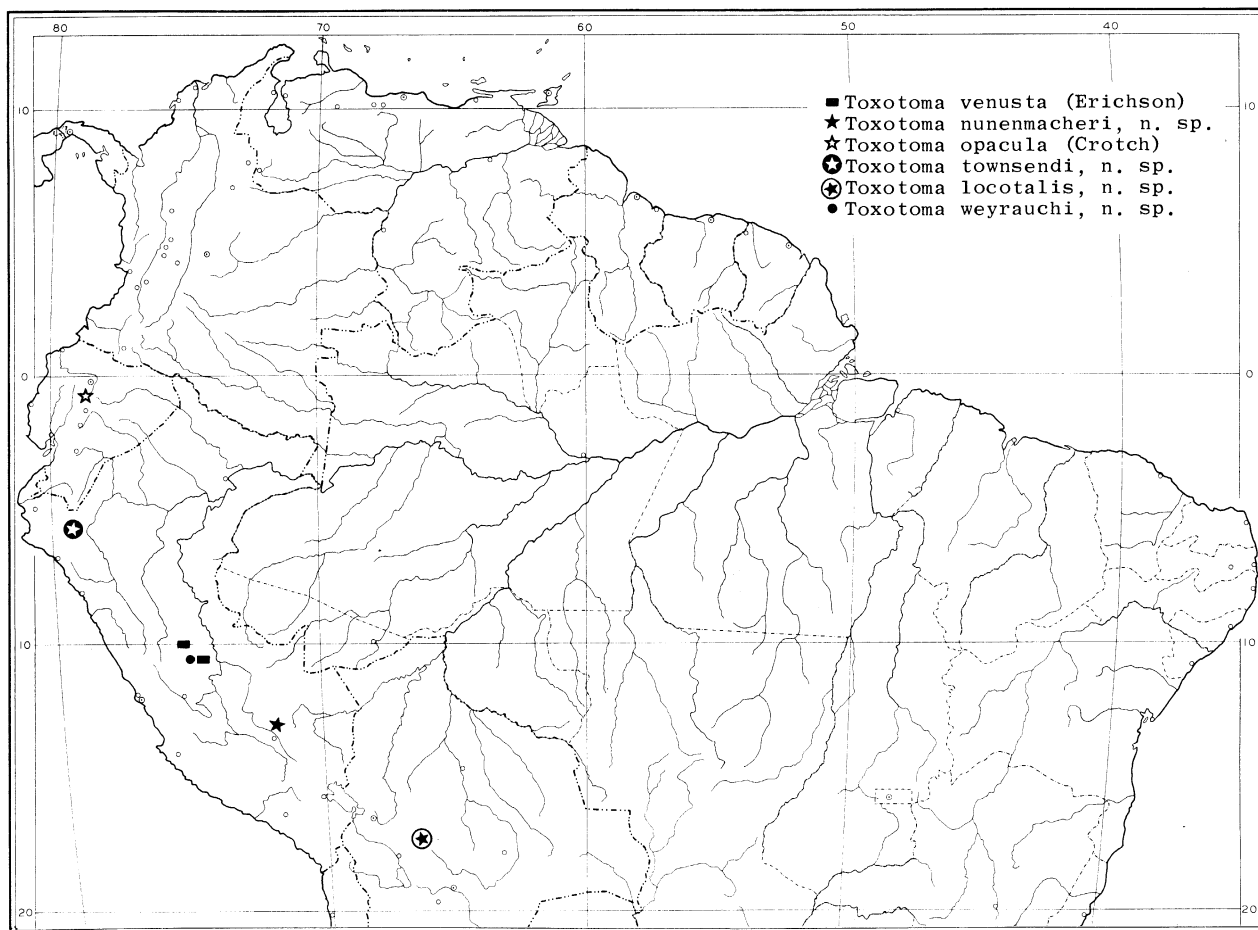 80 70 60 50 40
10 10
Toxotoma venusta (Erichson)
Toxotoma nunenmacheri, n. sp.
Toxotoma opacula (Crotch)
Toxotoma townsendi, n. sp.
Toxotoma locotalis, n. sp.
Toxotoma weyrauchi, n. sp.
0 0
10 10
20 20